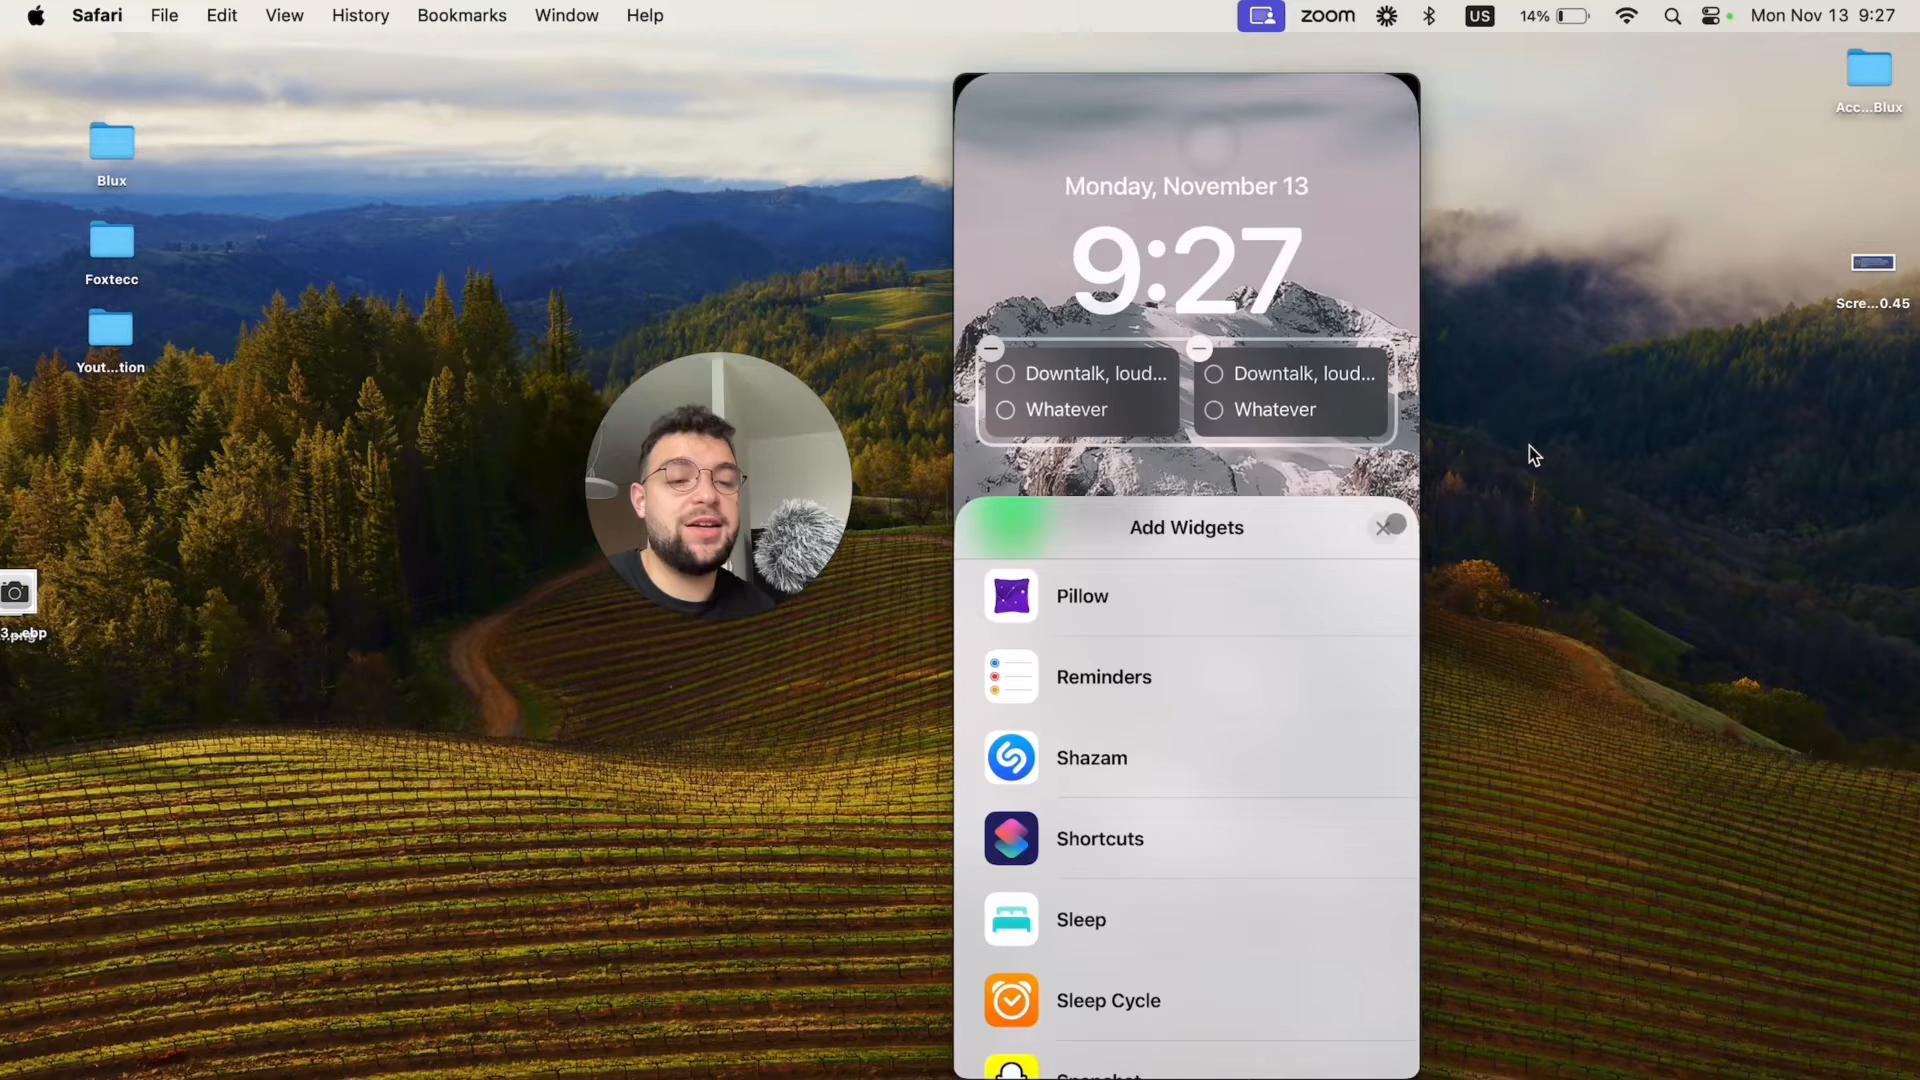 Safari File Edit View History Bookmarks Window Help zoom US 14% Mon Nov 13 9:27
Blux
Foxtecc
Yout...tion
Acc...Blux
Scre...0.45
Monday, November 13
9:27
Downtalk, loud...
Whatever
Downtalk, loud...
Whatever
Add Widgets
Pillow
Reminders
Shazam
Shortcuts
Sleep
Sleep Cycle